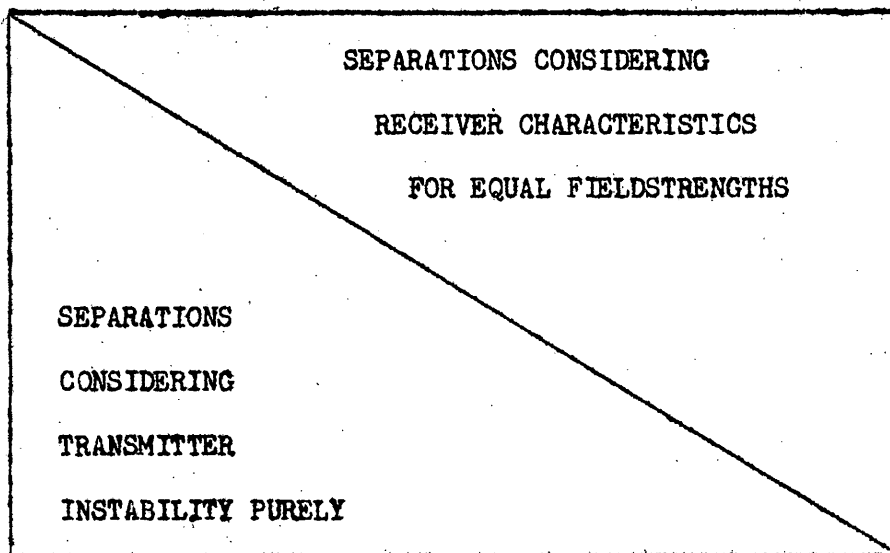 SEPARATIONS CONSIDERING
RECEIVER CHARACTERISTICS
FOR EQUAL FIELDSTRENGTHS
SEPARATIONS
CONSIDERING
TRANSMITTER
INSTABILITY PURELY